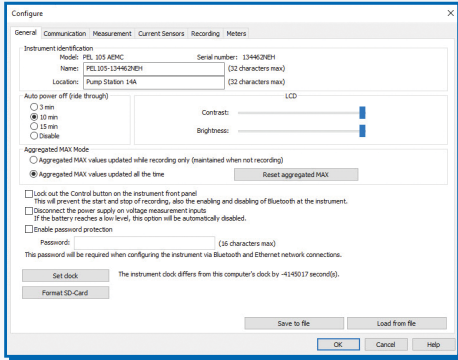 Configure
General Communication Measurement Current Sensors Recording Meters
Instrument identification
Model: PEL 105 AEMC Serial number: 134462NEH
Name: PEL105-134462NEH (32 characters max)
Location: Pump Station 14A (32 characters max)
Auto power off (ride through)
3 min
10 min
15 min
Disable
LCD
Contrast:
Brightness:
Aggregated MAX Mode
Aggregated MAX values updated while recording only (maintained when not recording)
Aggregated MAX values updated all the time
Reset aggregated MAX
Lock out the Control button on the instrument front panel
This will prevent the start and stop of recording, also the enabling and disabling of Bluetooth at the instrument.
Disconnect the power supply on voltage measurement inputs
If the battery reaches a low level, this option will be automatically disabled.
Enable password protection
Password: (16 characters max)
This password will be required when configuring the instrument via Bluetooth and Ethernet network connections.
Set clock The instrument clock differs from this computer's clock by -4145017 second(s).
Format SD-Card
Save to file Load from file
OK Cancel Help